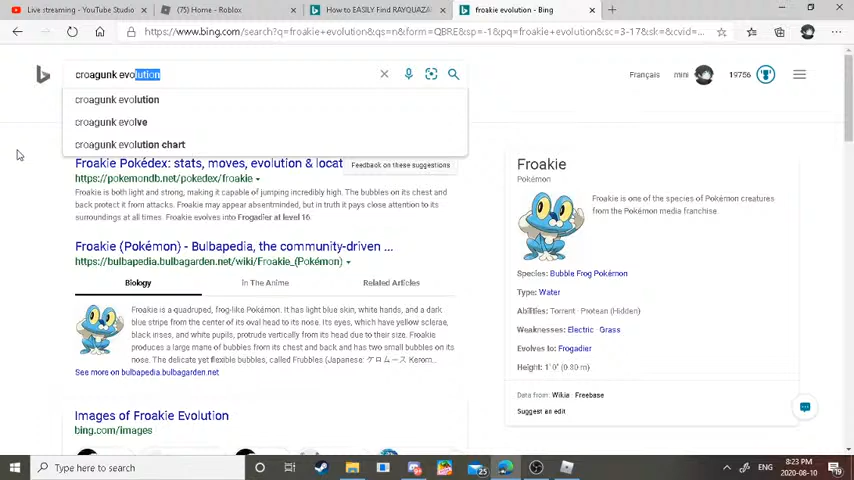 Live streaming - YouTube Studio
(75) Home - Roblox
How to EASILY Find RAYQUAZA
froakie evolution - Bing
https://www.bing.com/search?q=froakie+evolution&qs=n&form=QBRE&sp=-1&pq=froakie+evolution&sc=3-17&sk=&cvid=...
croagunk evolution
Français
mini
19756
croagunk evolution
croagunk evolve
croagunk evolution chart
Feedback on these suggestions
Froakie Pokédex: stats, moves, evolution & locat
https://pokemondb.net/pokedex/froakie
Froakie is both light and strong, making it capable of jumping incredibly high. The bubbles on its chest and
back protect it from attacks. Froakie may appear absentminded, but in truth it pays close attention to its
surroundings at all times. Froakie evolves into Frogadier at level 16.
Froakie (Pokémon) - Bulbapedia, the community-driven ...
https://bulbapedia.bulbagarden.net/wiki/Froakie_(Pokémon)
Biology
In The Anime
Related Articles
Froakie is a quadruped, frog-like Pokémon. It has light blue skin, white hands, and a dark
blue stripe from the center of its oval head to its nose. Its eyes, which have yellow sclerae,
black irises, and white pupils, protrude vertically from its head due to their size. Froakie
produces a large mane of bubbles from its chest and back and has two small bubbles on its
nose. The delicate yet flexible bubbles, called Frubbles (Japanese: ケロムース Kerom...
See more on bulbapedia.bulbagarden.net
Images of Froakie Evolution
bing.com/images
Froakie
Pokémon
Froakie is one of the species of Pokémon creatures
from the Pokémon media franchise
Species: Bubble Frog Pokémon
Type: Water
Abilities: Torrent · Protean (Hidden)
Weaknesses: Electric · Grass
Evolves to: Frogadier
Height: 1' 0" (0.30 m)
Data from: Wikia · Freebase
Suggest an edit
Type here to search
25
ENG
8:23 PM
2020-08-10
19